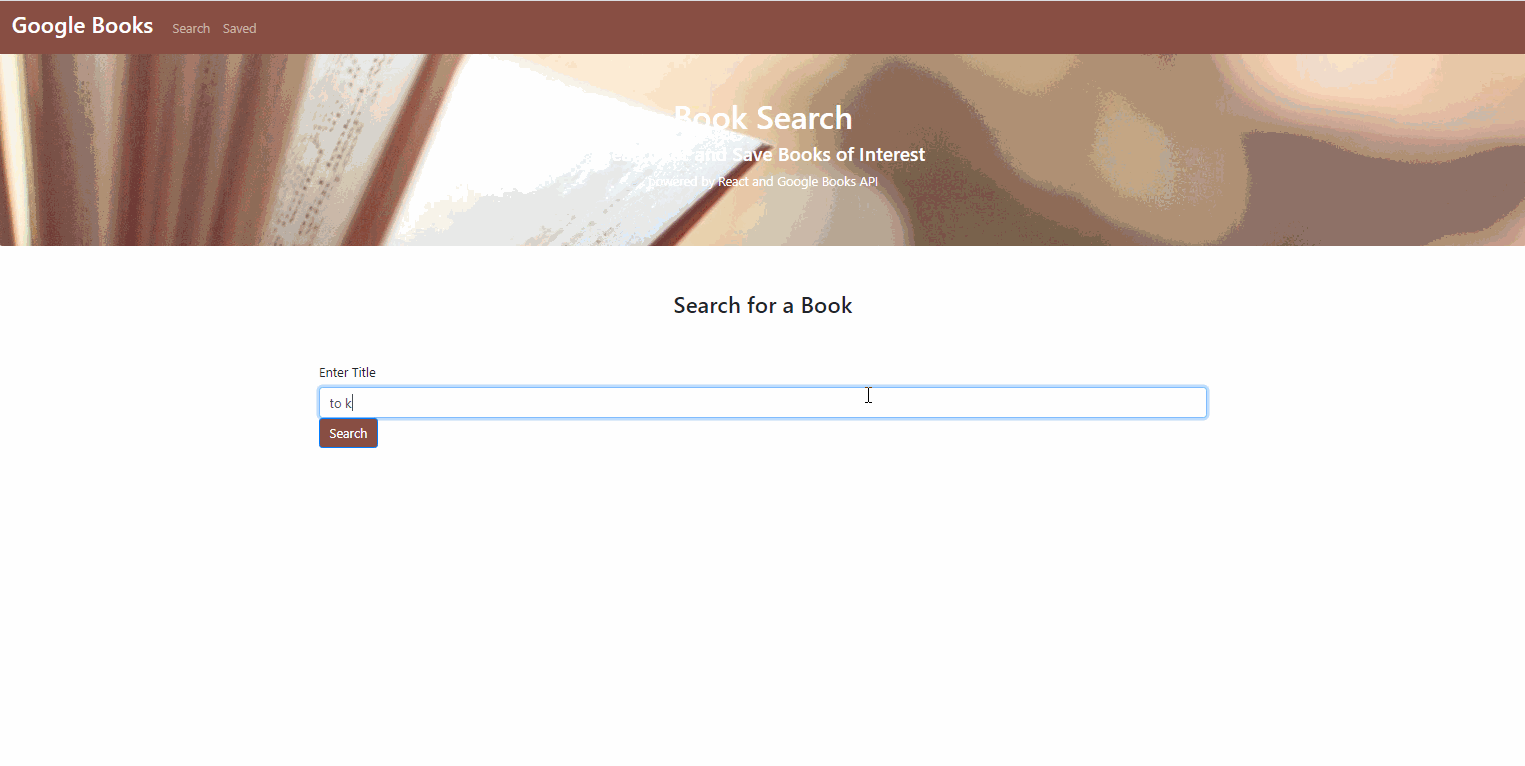 Google Books Search Saved
Book Search
and Save Books of Interest
powered by React and Google Books API
Search for a Book
Enter Title
to k
Search